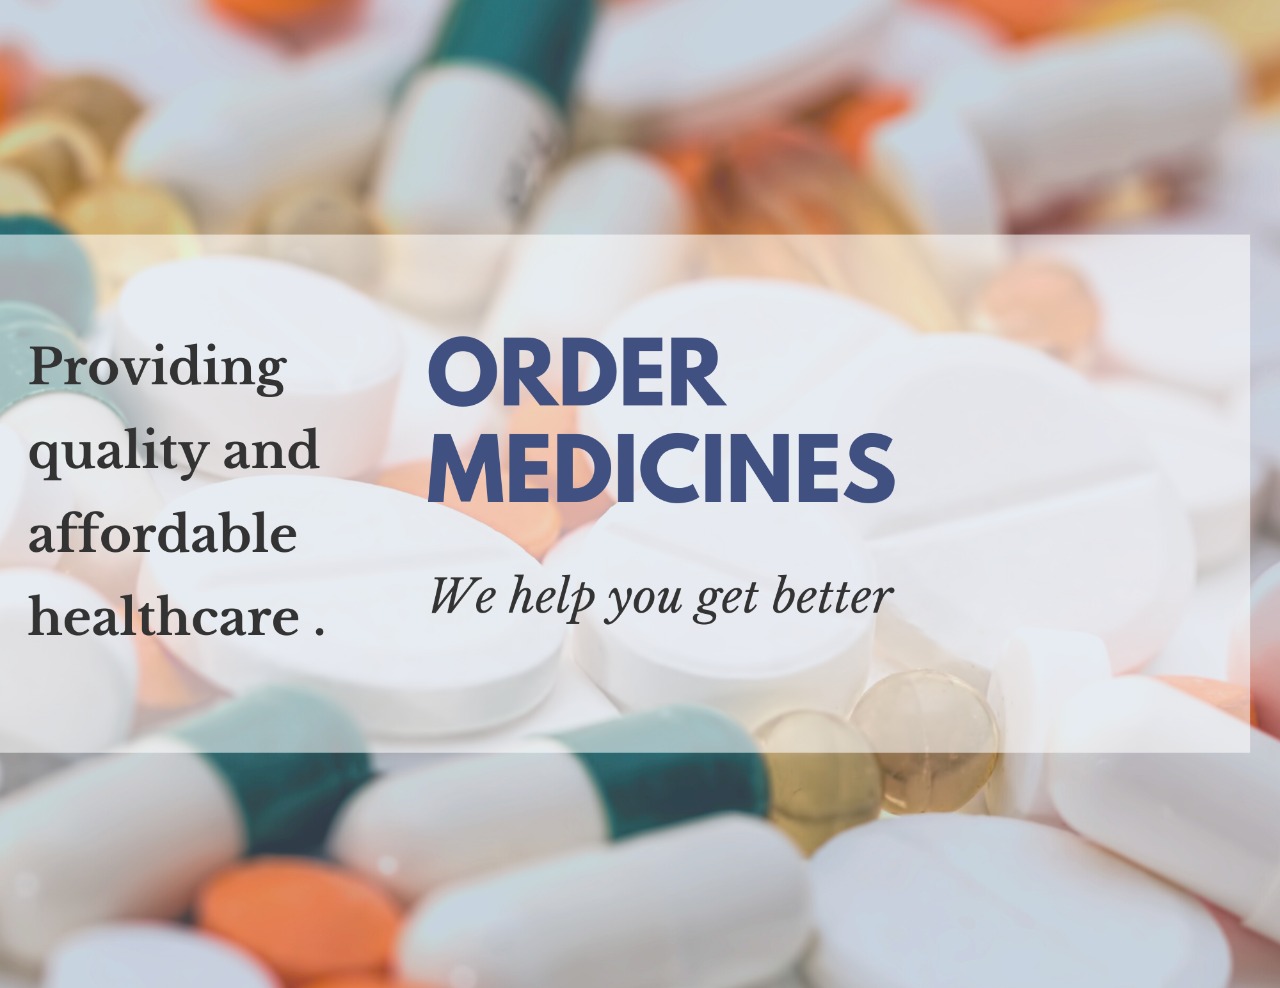 Providing
quality and
affordable
healthcare .
ORDER
MEDICINES
We help you get better